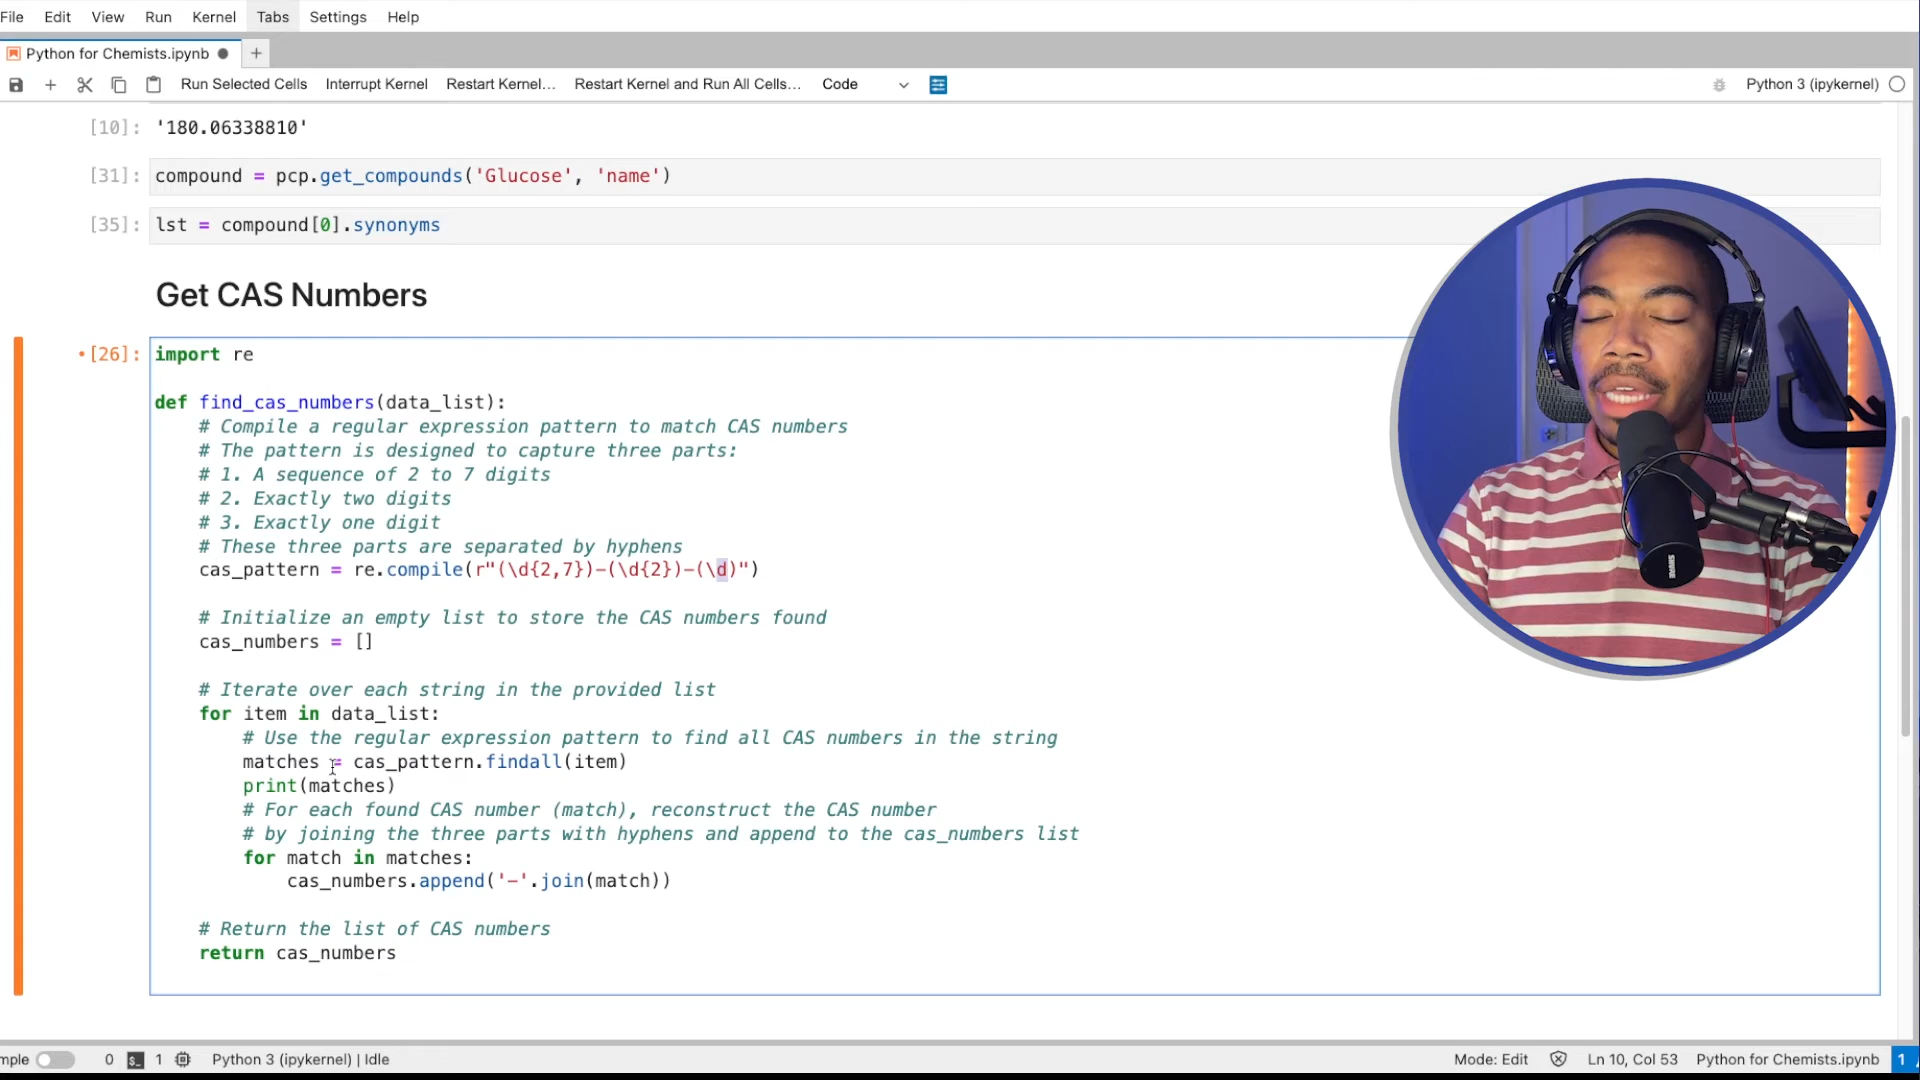 File Edit View Run Kernel Tabs Settings Help
Python for Chemists.ipynb
Run Selected Cells Interrupt Kernel Restart Kernel… Restart Kernel and Run All Cells… Code Python 3 (ipykernel)
[10]: '180.06338810'
[31]: compound = pcp.get_compounds('Glucose', 'name')
[35]: lst = compound[0].synonyms
Get CAS Numbers
[26]: import re
def find_cas_numbers(data_list):
# Compile a regular expression pattern to match CAS numbers
# The pattern is designed to capture three parts:
# 1. A sequence of 2 to 7 digits
# 2. Exactly two digits
# 3. Exactly one digit
# These three parts are separated by hyphens
cas_pattern = re.compile(r"(\d{2,7})-(\d{2})-(\d)")
# Initialize an empty list to store the CAS numbers found
cas_numbers = []
# Iterate over each string in the provided list
for item in data_list:
# Use the regular expression pattern to find all CAS numbers in the string
matches = cas_pattern.findall(item)
print(matches)
# For each found CAS number (match), reconstruct the CAS number
# by joining the three parts with hyphens and append to the cas_numbers list
for match in matches:
cas_numbers.append('-'.join(match))
# Return the list of CAS numbers
return cas_numbers
SHURE
mple 0 $_ 1 Python 3 (ipykernel) | Idle Mode: Edit Ln 10, Col 53 Python for Chemists.ipynb 1